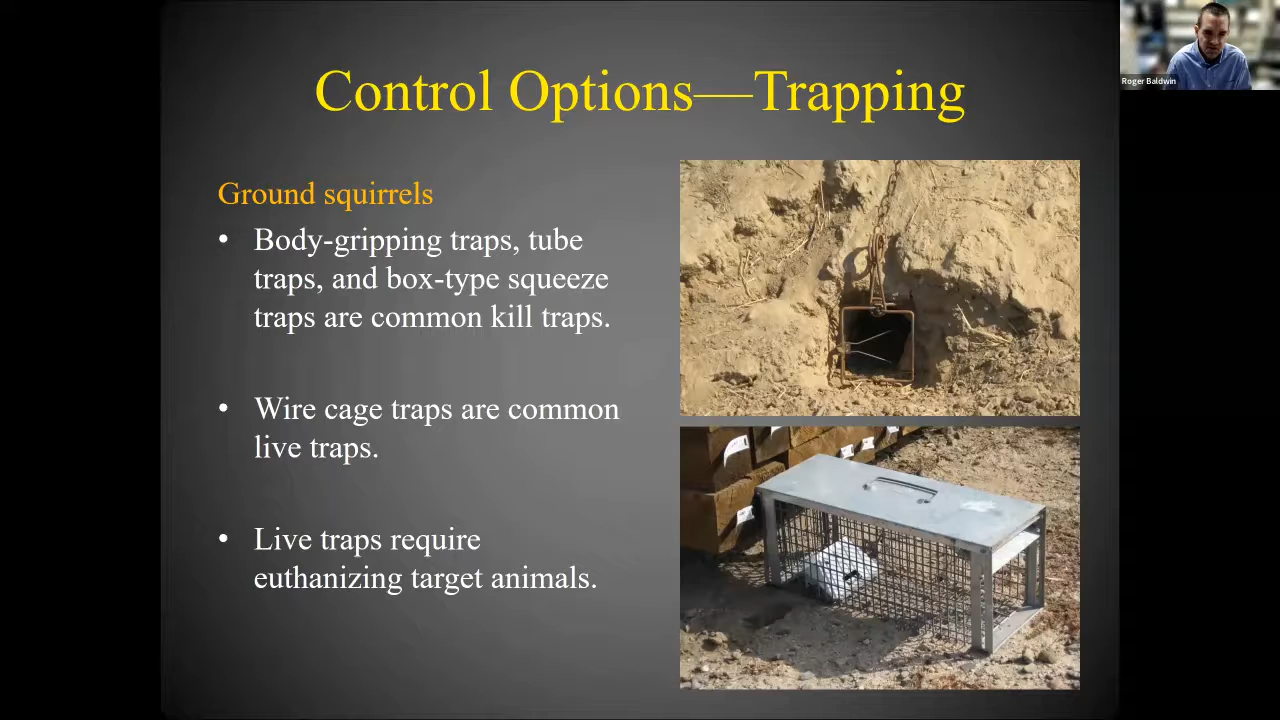 Control Options—Trapping
Roger Baldwin
Ground squirrels
• Body-gripping traps, tube
traps, and box-type squeeze
traps are common kill traps.
• Wire cage traps are common
live traps.
• Live traps require
euthanizing target animals.